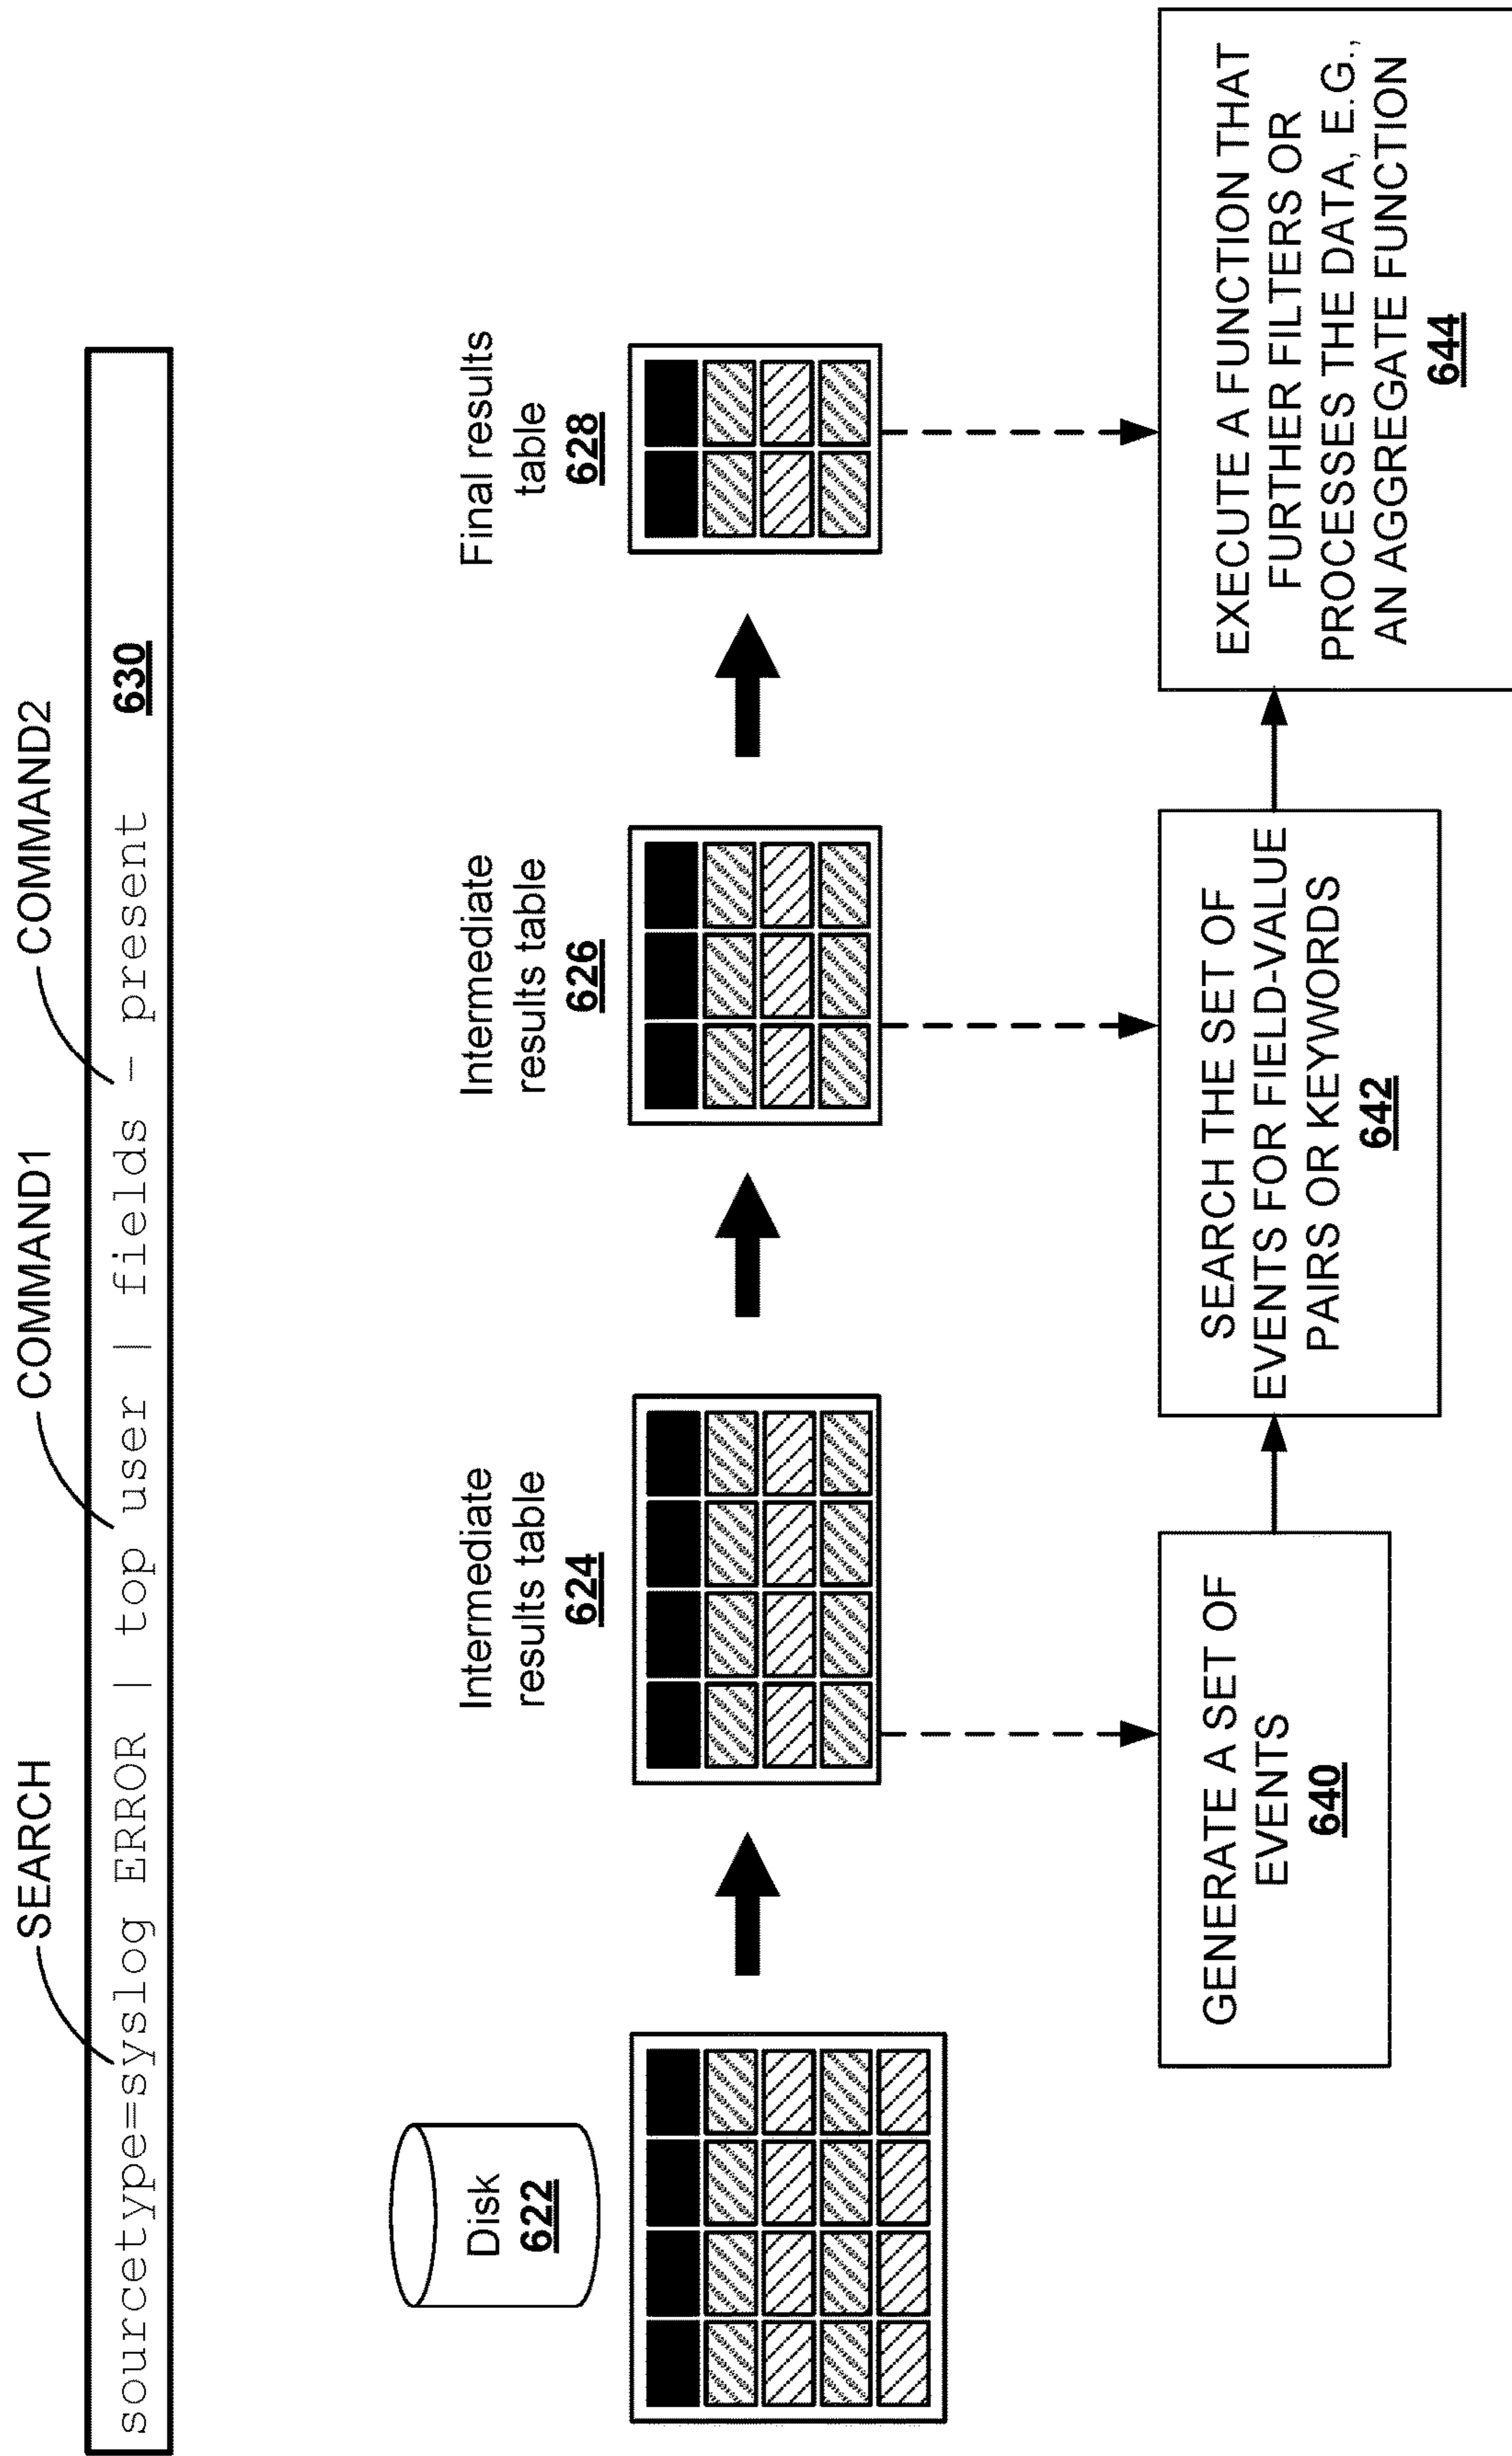 SEARCH
COMMAND1
COMMAND2
sourcetype=syslog ERROR | top user | fields – present 630
Disk
622
Intermediate
results table
624
Intermediate
results table
626
Final results
table
628
GENERATE A SET OF
EVENTS
640
SEARCH THE SET OF
EVENTS FOR FIELD-VALUE
PAIRS OR KEYWORDS
642
EXECUTE A FUNCTION THAT
FURTHER FILTERS OR
PROCESSES THE DATA, E.G.,
AN AGGREGATE FUNCTION
644